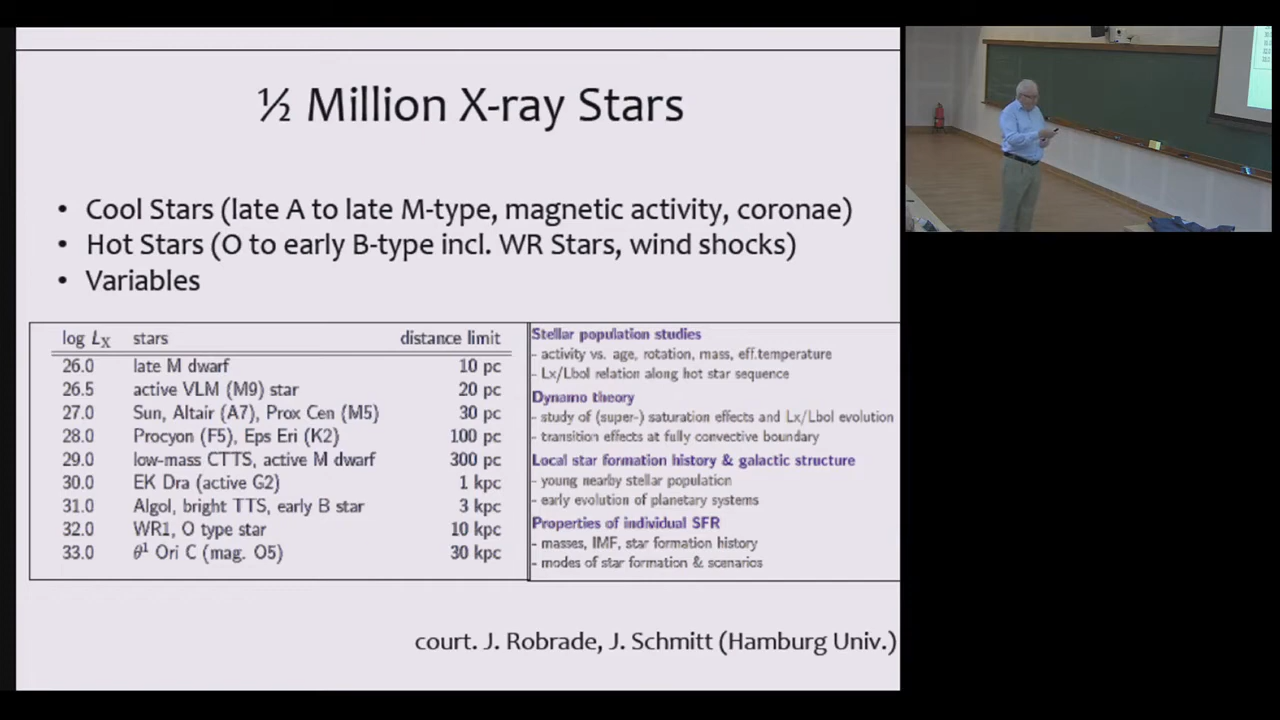 ½ Million X-ray Stars
• Cool Stars (late A to late M-type, magnetic activity, coronae)
• Hot Stars (O to early B-type incl. WR Stars, wind shocks)
• Variables
log LX stars distance limit
26.0 late M dwarf 10 pc
26.5 active VLM (M9) star 20 pc
27.0 Sun, Altair (A7), Prox Cen (M5) 30 pc
28.0 Procyon (F5), Eps Eri (K2) 100 pc
29.0 low-mass CTTS, active M dwarf 300 pc
30.0 EK Dra (active G2) 1 kpc
31.0 Algol, bright TTS, early B star 3 kpc
32.0 WR1, O type star 10 kpc
33.0 θ¹ Ori C (mag. O5) 30 kpc
Stellar population studies
- activity vs. age, rotation, mass, eff.temperature
- Lx/Lbol relation along hot star sequence
Dynamo theory
- study of (super-) saturation effects and Lx/Lbol evolution
- transition effects at fully convective boundary
Local star formation history & galactic structure
- young nearby stellar population
- early evolution of planetary systems
Properties of individual SFR
- masses, IMF, star formation history
- modes of star formation & scenarios
court. J. Robrade, J. Schmitt (Hamburg Univ.)